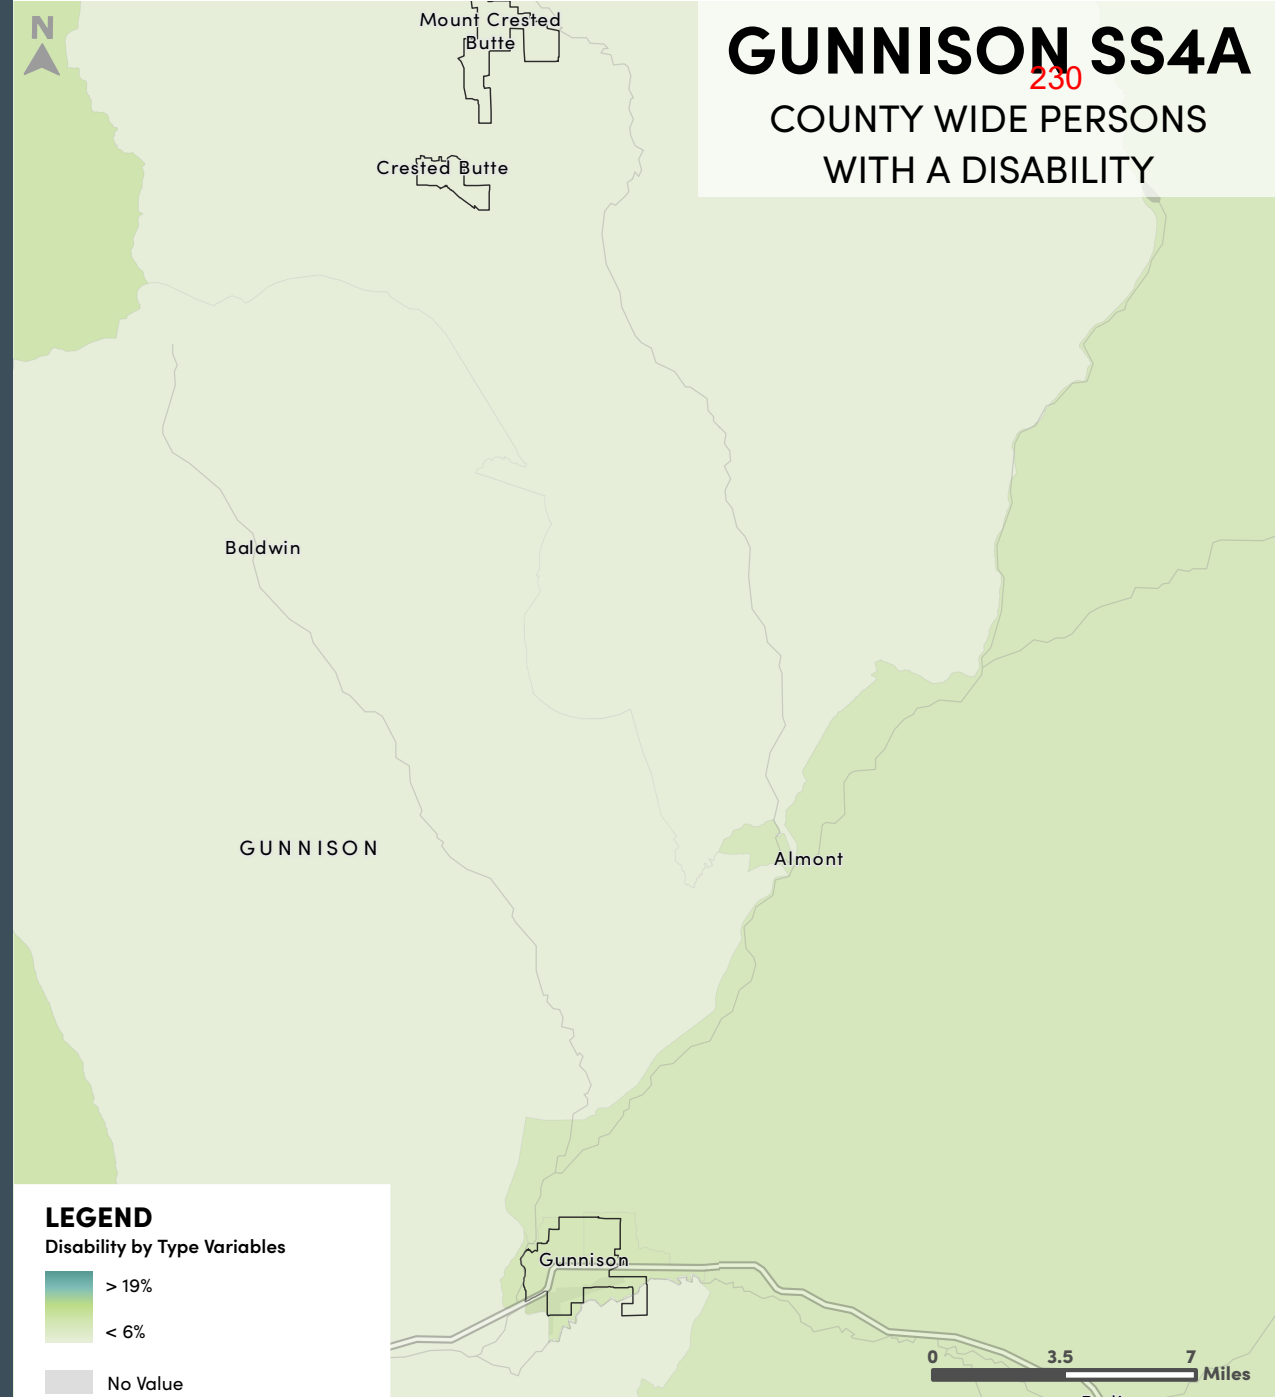 N
Mount Crested
Butte
GUNNISON SS4A
230
COUNTY WIDE PERSONS
WITH A DISABILITY
Crested Butte
Baldwin
GUNNISON
Almont
Gunnison
LEGEND
Disability by Type Variables
> 19%
< 6%
No Value
0 3.5 7
Miles